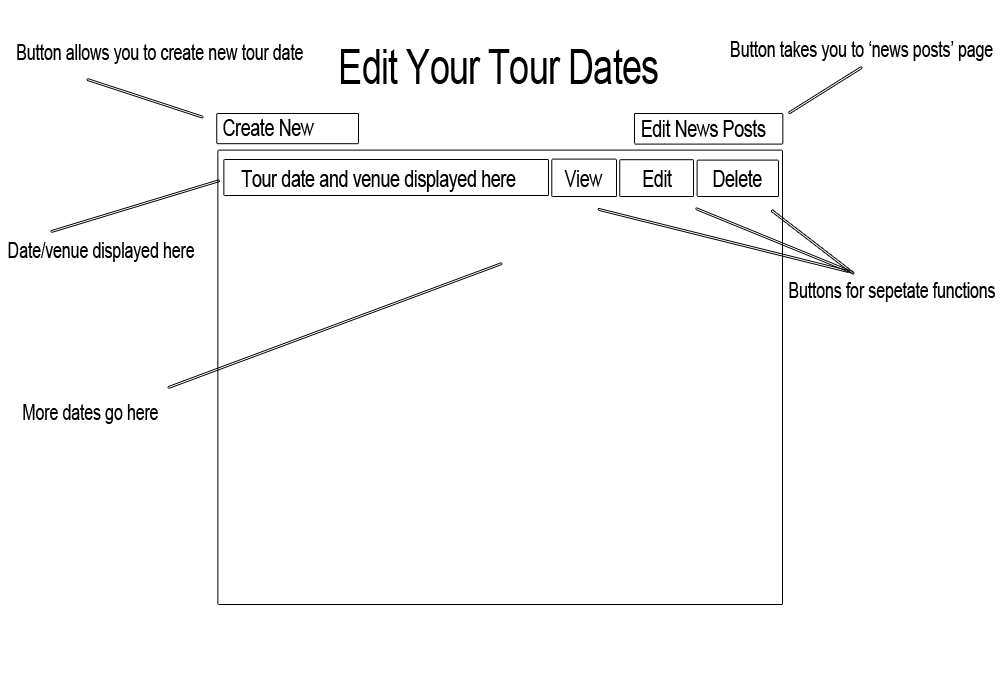 Button allows you to create new tour date
Edit Your Tour Dates
Button takes you to ‘news posts’ page
Create New
Edit News Posts
Tour date and venue displayed here
View
Edit
Delete
Date/venue displayed here
Buttons for sepetate functions
More dates go here